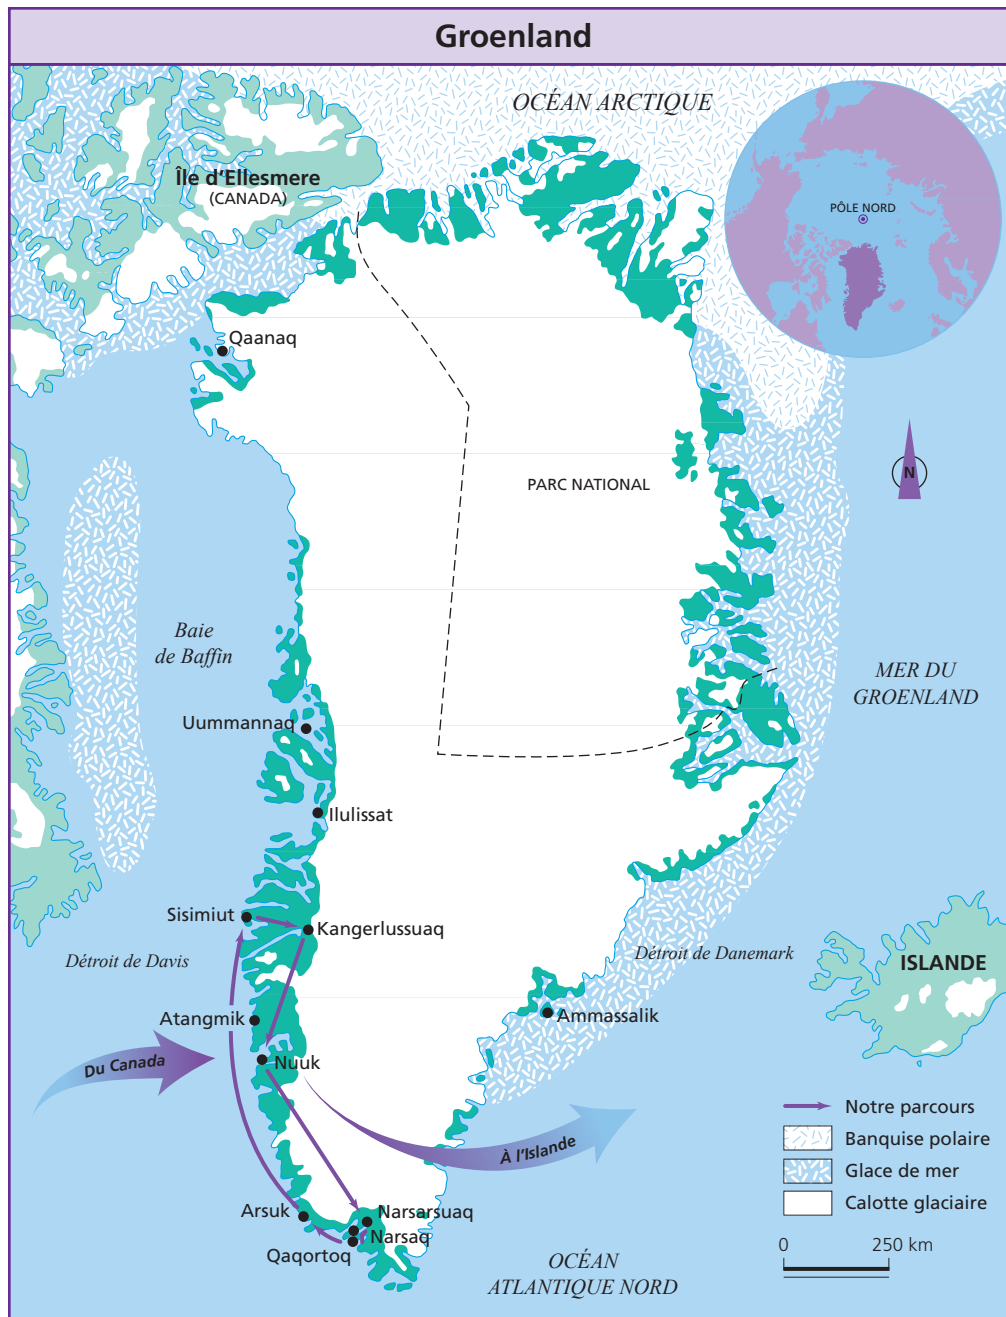 Groenland
OCÉAN ARCTIQUE
Île d'Ellesmere
(CANADA)
PÔLE NORD
Qaanaq
N
PARC NATIONAL
Baie
de Baffin
MER DU
GROENLAND
Uummannaq
Ilulissat
Sisimiut
Kangerlussuaq
Détroit de Davis
Détroit de Danemark
ISLANDE
Atangmik
Ammassalik
Nuuk
Du Canada
À l'Islande
Notre parcours
Banquise polaire
Glace de mer
Calotte glaciaire
Arsuk
Narsarsuaq
Narsaq
Qaqortoq
0 250 km
OCÉAN
ATLANTIQUE NORD